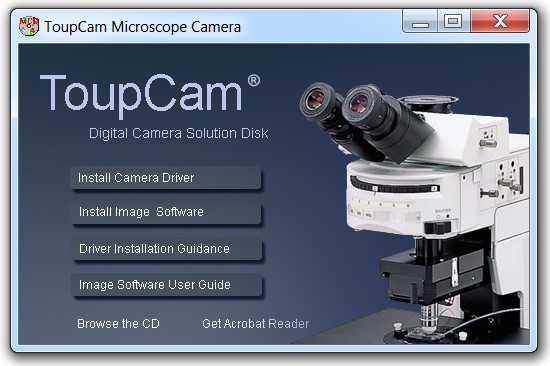 ToupCam Microscope Camera
ToupCam®
Digital Camera Solution Disk
Install Camera Driver
Install Image Software
Driver Installation Guidance
Image Software User Guide
Browse the CD Get Acrobat Reader